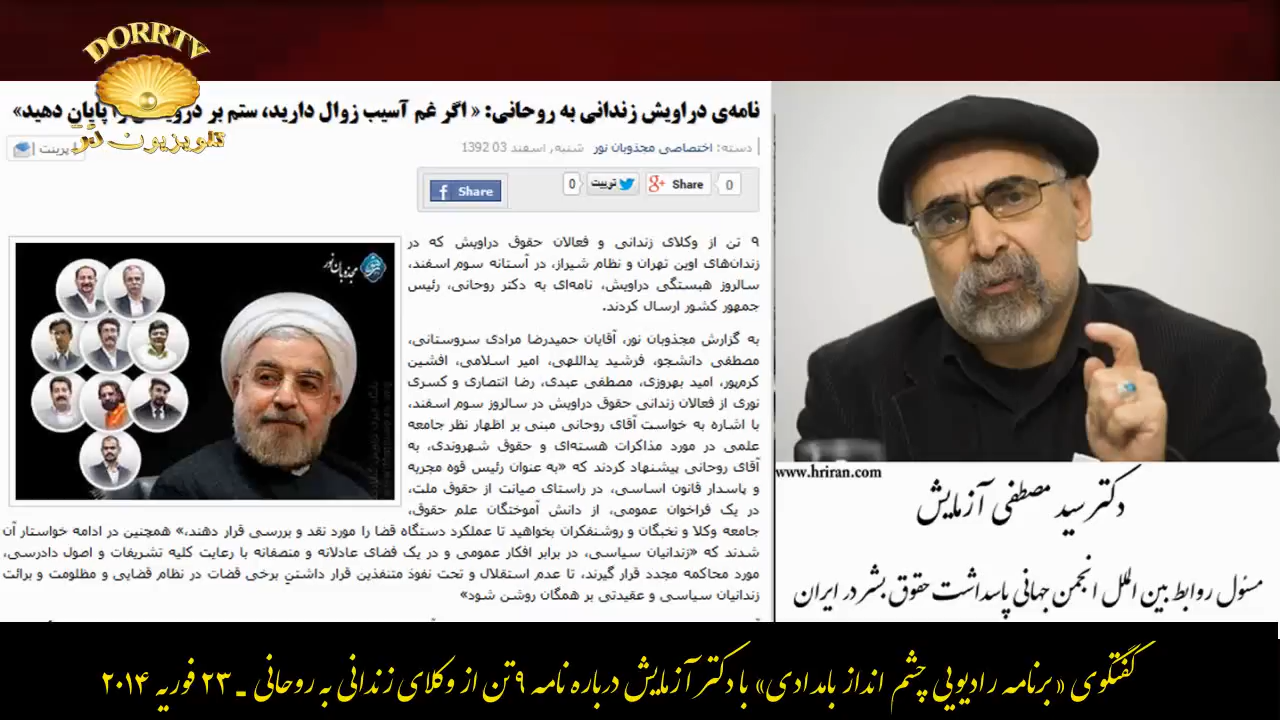 DORRTV
تلویزیون دُرّ
نامه‌ی دراویش زندانی به روحانی: « اگر غم آسیب زوال دارید، ستم بر پایان دهید»
دسته: اختصاصی مجذوبان نور شنبه, اسفند 03 1392
پرینت |
Share
0 توییت
Share 0
مجذوبان نور
۹ تن از وکلای زندانی و فعالان حقوق دراویش که در
زندان‌های اوین تهران و نظام شیراز، در آستانه سوم اسفند،
سالروز همبستگی دراویش، نامه‌ای به دکتر روحانی، رئیس
جمهور کشور ارسال کردند.
به گزارش مجذوبان نور، آقایان حمیدرضا مرادی سروستانی،
مصطفی دانشجو، فرشید یداللهی، امیر اسلامی، افشین
کرم‌پور، امید بهروزی، مصطفی عبدی، رضا انتصاری و کسری
نوری از فعالان زندانی حقوق دراویش در سالروز سوم اسفند،
با اشاره به خواست آقای روحانی مبنی بر اظهار نظر جامعه
علمی در مورد مذاکرات هسته‌ای و حقوق شهروندی، به
آقای روحانی پیشنهاد کردند که «به عنوان رئیس قوه مجریه
و پاسدار قانون اساسی، در راستای صیانت از حقوق ملت،
در یک فراخوان عمومی، از دانش آموختگان علم حقوق،
جامعه وکلا و نخبگان و روشنفکران بخواهید تا عملکرد دستگاه قضا را مورد نقد و بررسی قرار دهند،» همچنین در ادامه خواستار آن
شدند که «زندانیان سیاسی، در برابر افکار عمومی و در یک فضای عادلانه و منصفانه با رعایت کلیه تشریفات و اصول دادرسی،
مورد محاکمه مجدد قرار گیرند، تا عدم استقلال و تحت نفوذ متنفذین قرار داشتنِ برخی قضات در نظام قضایی و مظلومت و برائت
زندانیان سیاسی و عقیدتی بر همگان روشن شود»
www.hriran.com
دکتر سید مصطفی آزمایش
مسئول روابط بین الملل انجمن جهانی پاسداشت حقوق بشر در ایران
گفتگوی «برنامه رادیویی چشم انداز بامدادی» با دکتر آزمایش درباره نامه ۹ تن از وکلای زندانی به روحانی ـ ۲۳ فوریه ۲۰۱۴